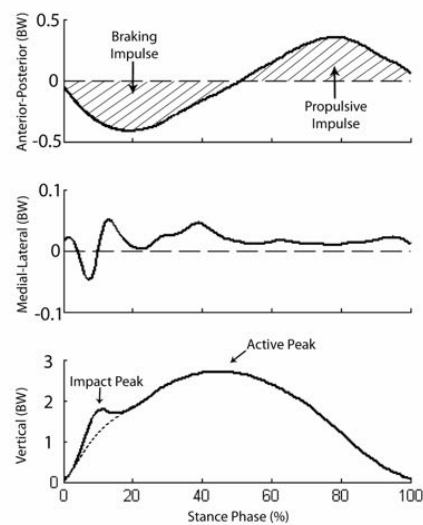 0.5
Braking
Impulse
0
Propulsive
Impulse
-0.5
Anterior-Posterior (BW)
0.1
0
-0.1
Medial-Lateral (BW)
3
Active Peak
Impact Peak
2
1
0
Vertical (BW)
0 20 40 60 80 100
Stance Phase (%)